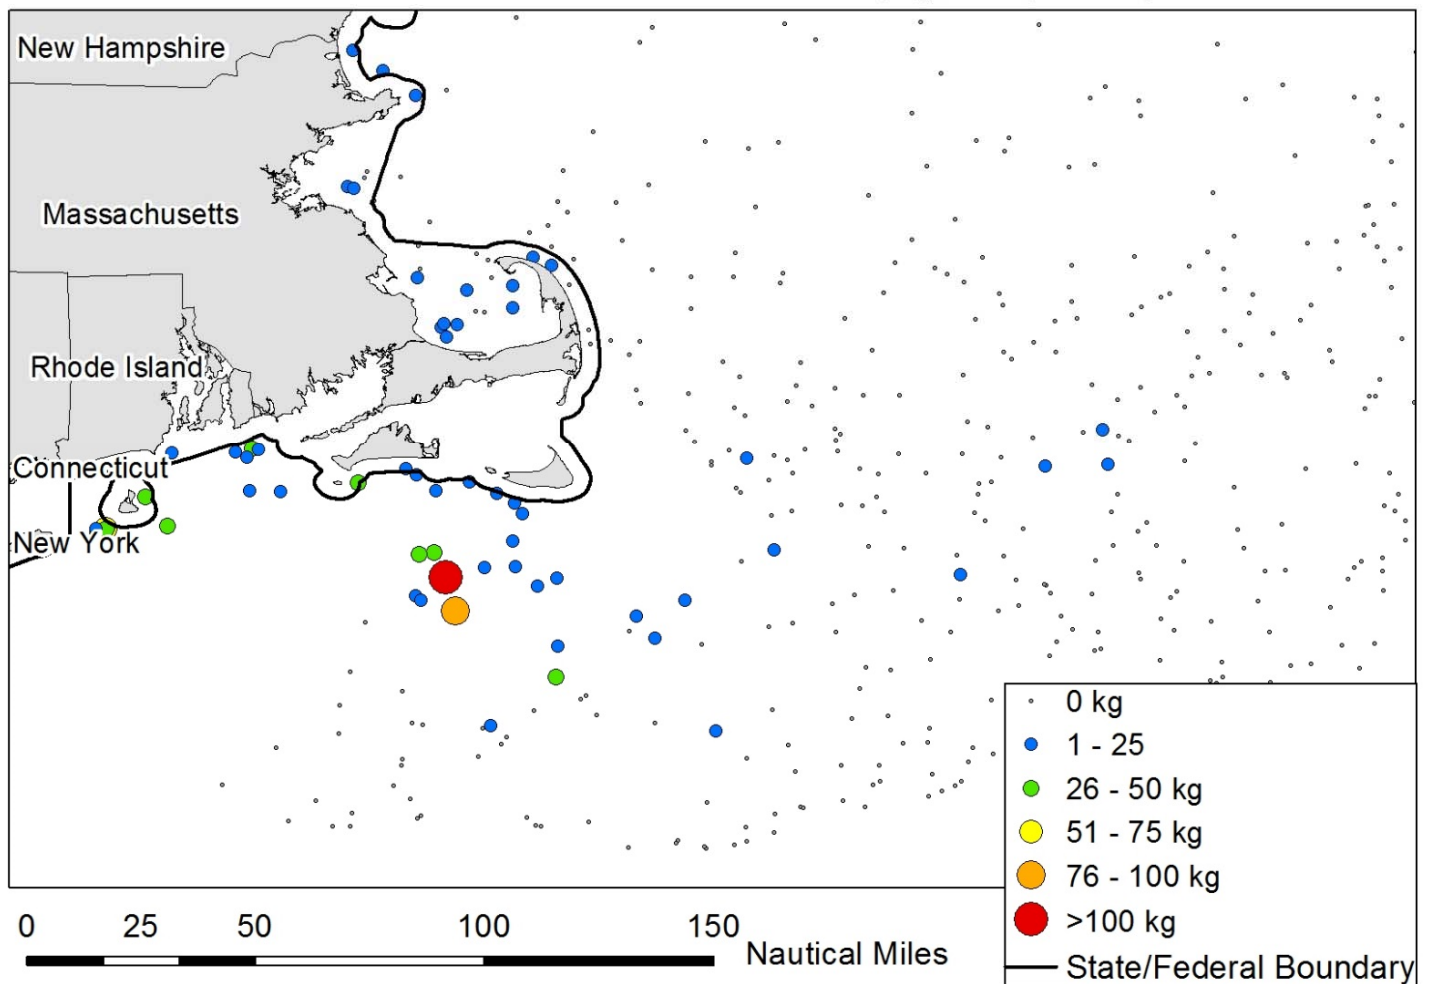 New Hampshire
Massachusetts
Rhode Island
Connecticut
New York
0 kg
1 - 25
26 - 50 kg
51 - 75 kg
76 - 100 kg
>100 kg
State/Federal Boundary
0 25 50 100 150
Nautical Miles